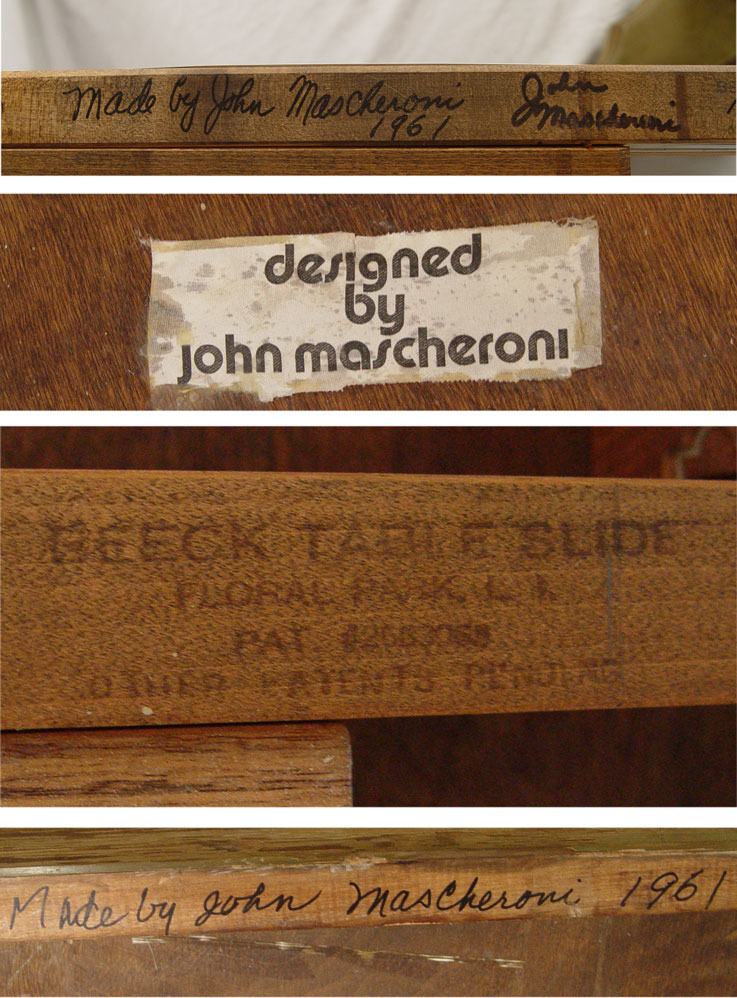 Made by John Mascheroni John
1961 Mascheroni
designed
by
john mascheroni
BEECK TABLE SLIDE
FLORAL PARK, L. I.
PAT.
OTHER PATENTS PENDING
Made by John Mascheroni 1961